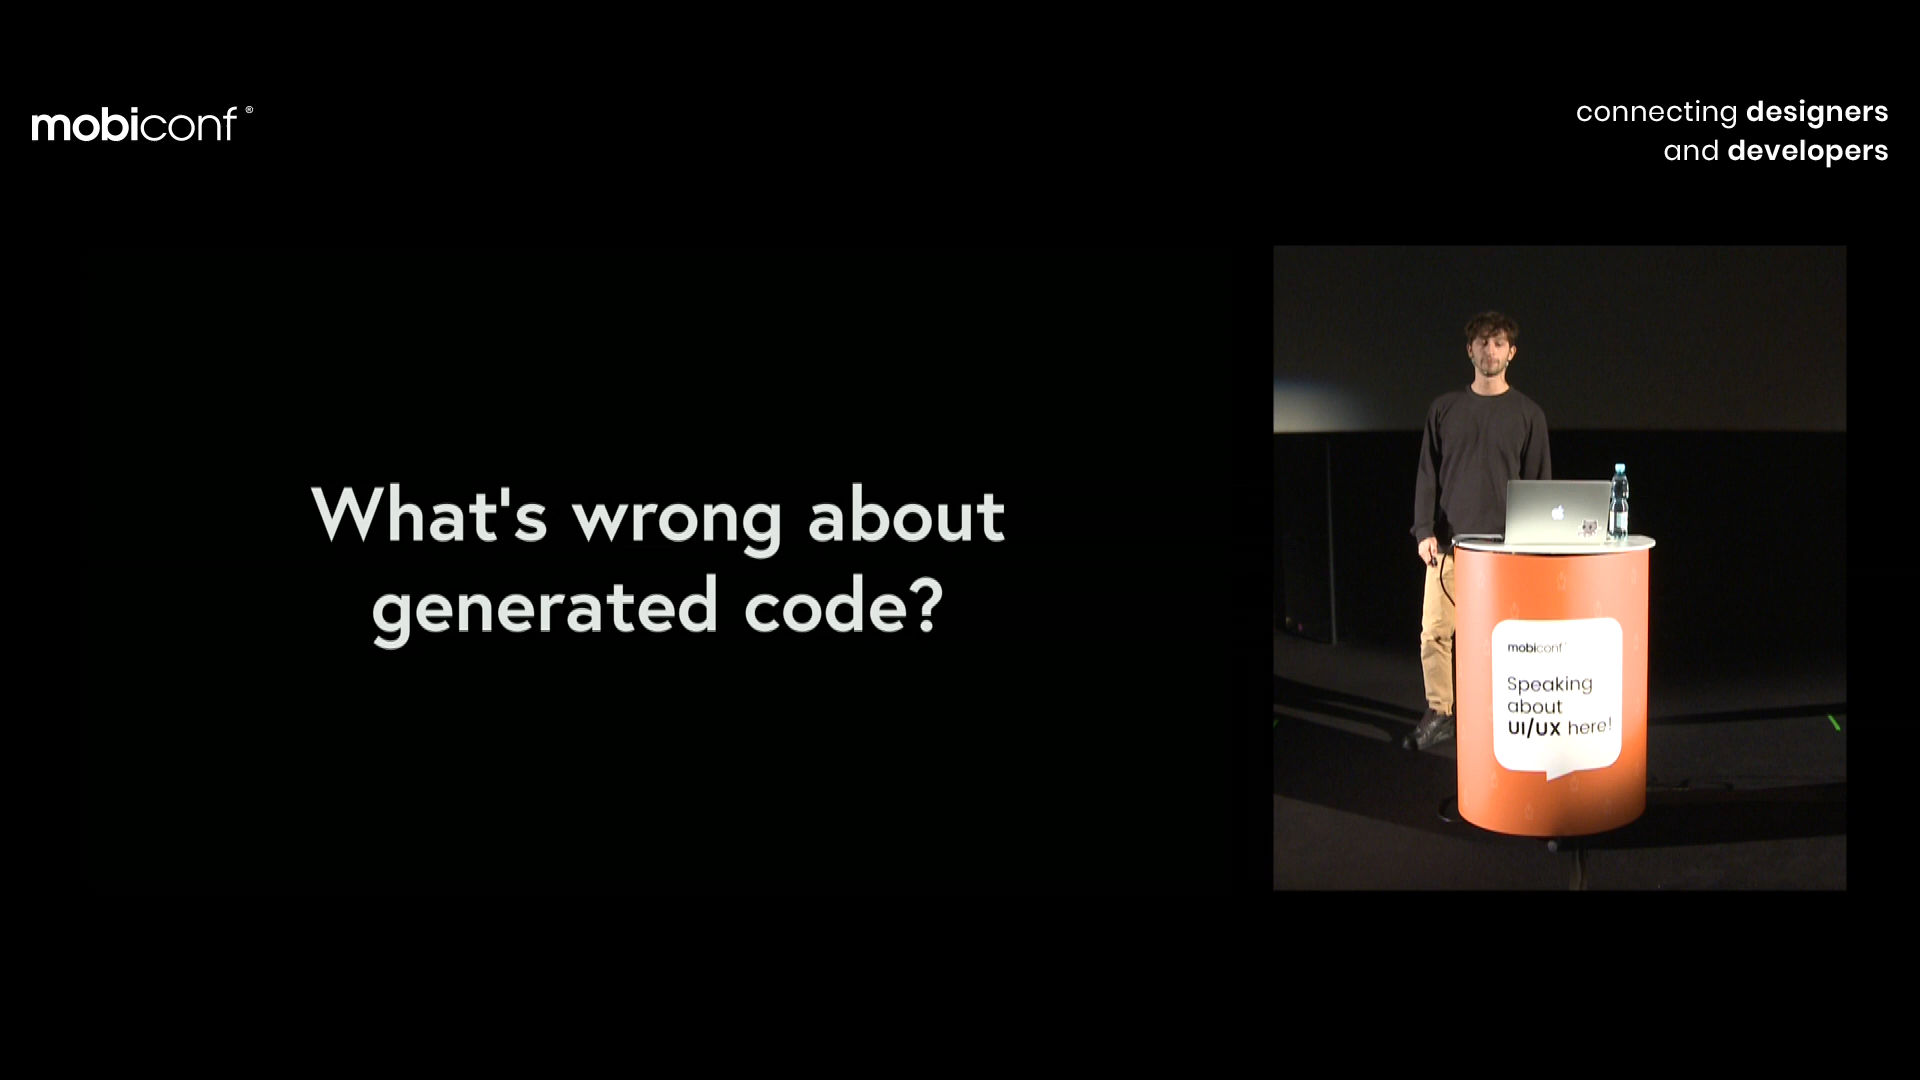 mobiconf®
connecting designers
and developers
What's wrong about
generated code?
mobiconf
Speaking
about
UI/UX here!